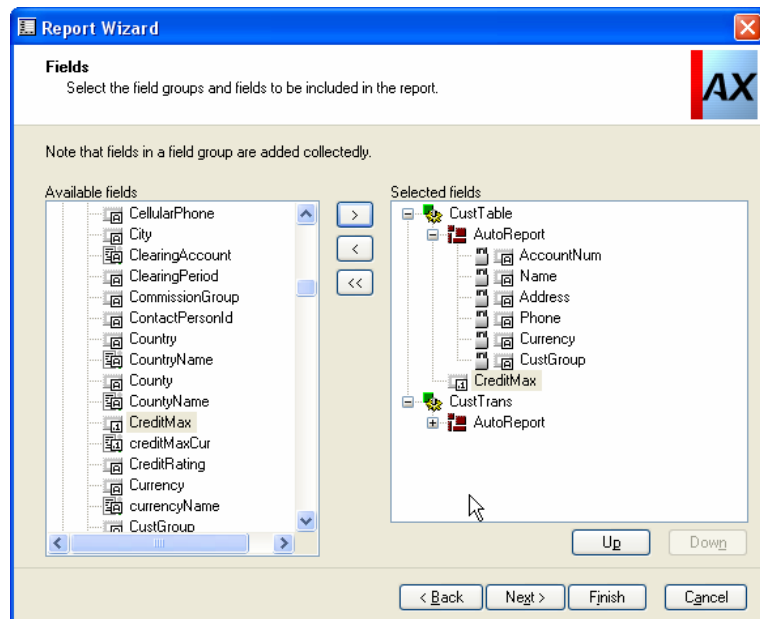 Report Wizard
Fields
Select the field groups and fields to be included in the report.
AX
Note that fields in a field group are added collectedly.
Available fields
CellularPhone
City
ClearingAccount
ClearingPeriod
CommissionGroup
ContactPersonId
Country
CountryName
County
CountyName
CreditMax
creditMaxCur
CreditRating
Currency
currencyName
CustGroup
>
<
<<
Selected fields
CustTable
AutoReport
AccountNum
Name
Address
Phone
Currency
CustGroup
CreditMax
CustTrans
AutoReport
Up
Down
< Back
Next >
Finish
Cancel